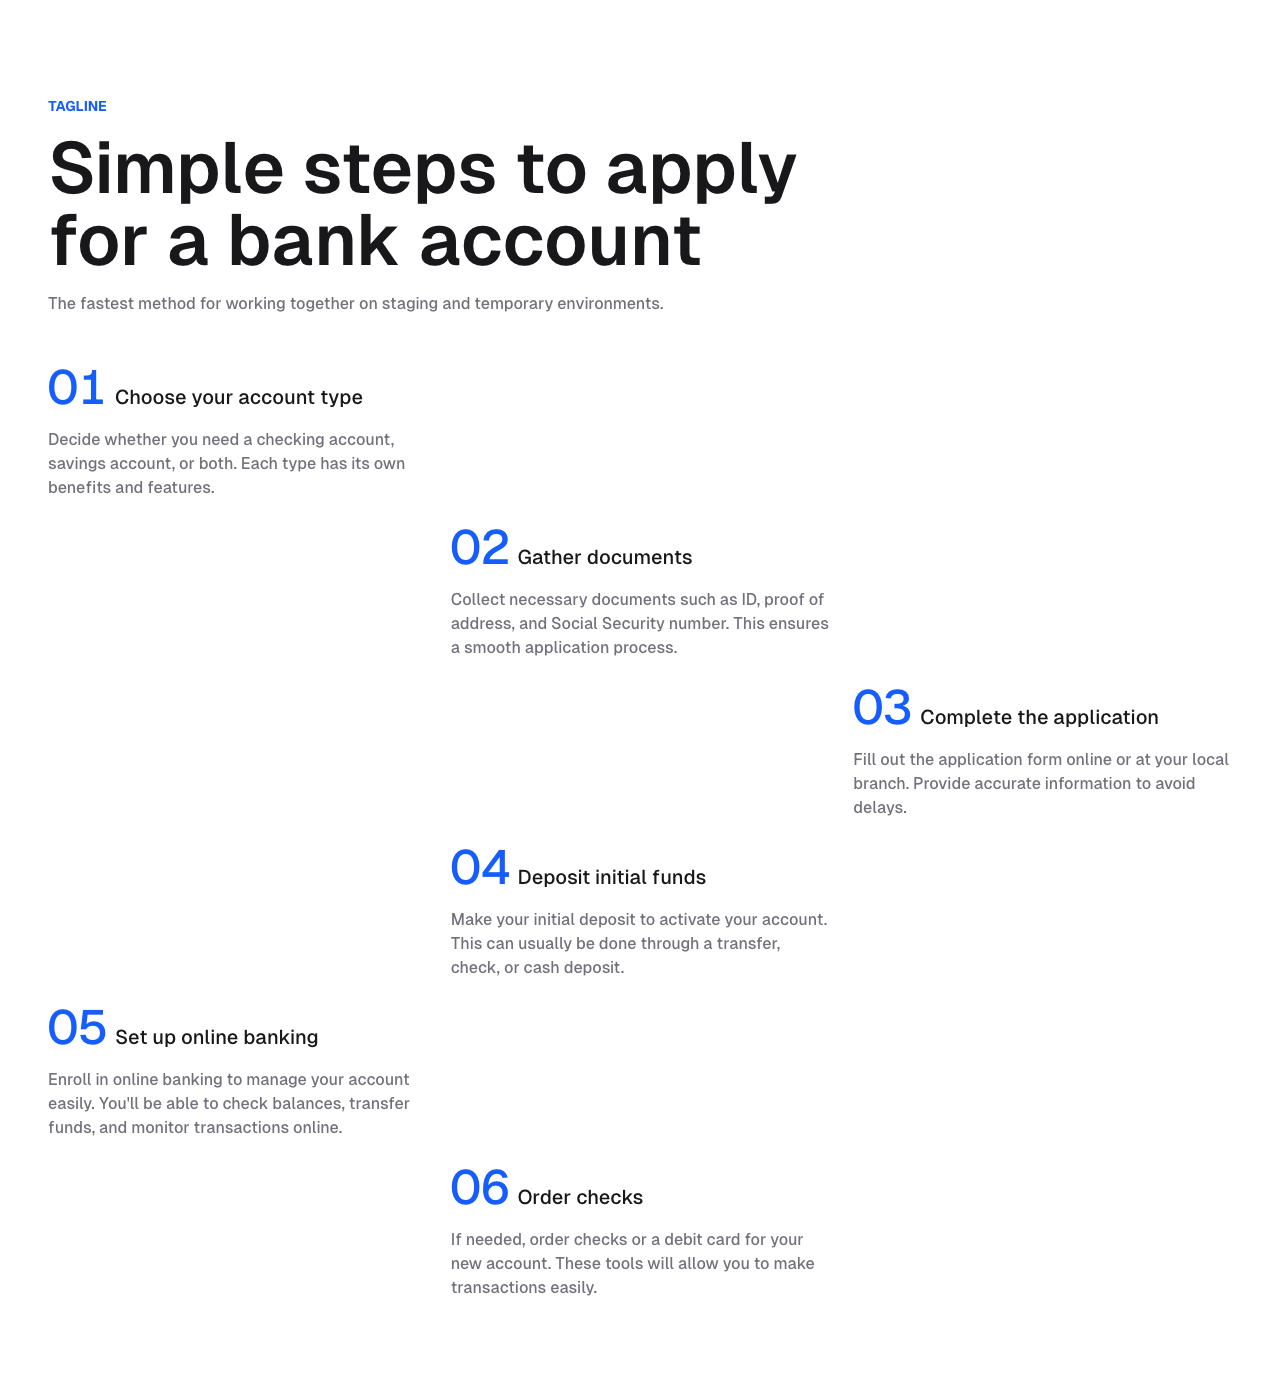 TAGLINE
Simple steps to apply
for a bank account
The fastest method for working together on staging and temporary environments.
01 Choose your account type
Decide whether you need a checking account,
savings account, or both. Each type has its own
benefits and features.
02 Gather documents
Collect necessary documents such as ID, proof of
address, and Social Security number. This ensures
a smooth application process.
03 Complete the application
Fill out the application form online or at your local
branch. Provide accurate information to avoid
delays.
04 Deposit initial funds
Make your initial deposit to activate your account.
This can usually be done through a transfer,
check, or cash deposit.
05 Set up online banking
Enroll in online banking to manage your account
easily. You'll be able to check balances, transfer
funds, and monitor transactions online.
06 Order checks
If needed, order checks or a debit card for your
new account. These tools will allow you to make
transactions easily.